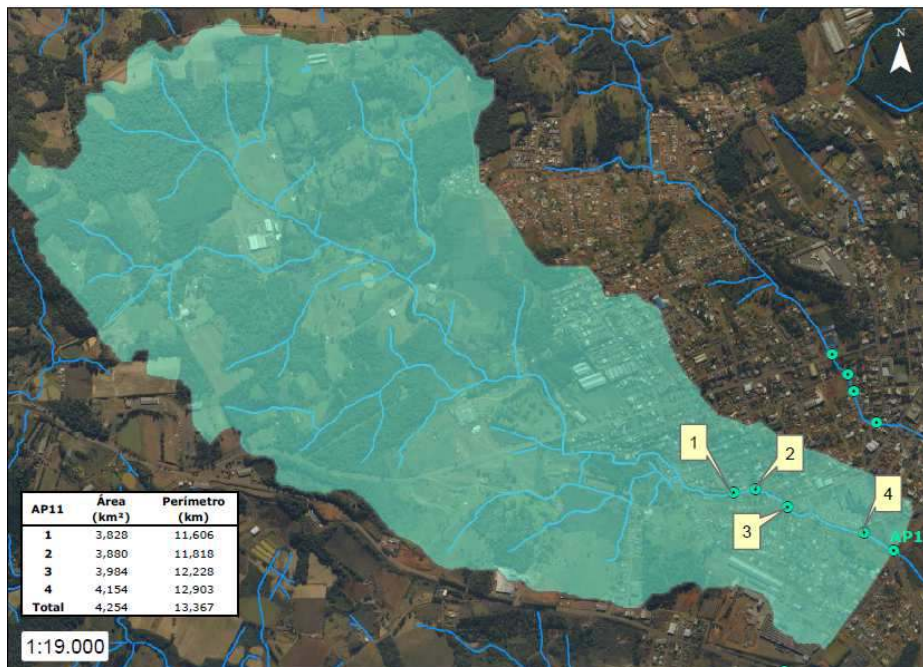 N
1
2
3
4
AP1
AP11 Área (km²) Perímetro (km)
1 3,828 11,606
2 3,880 11,818
3 3,984 12,228
4 4,154 12,903
Total 4,254 13,367
1:19.000